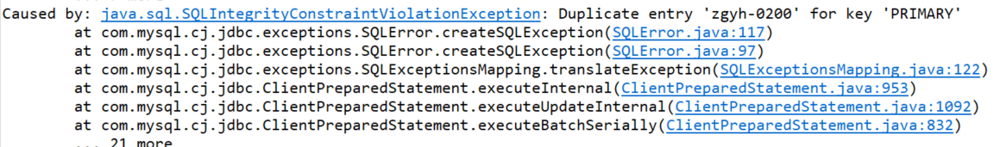 Caused by: java.sql.SQLIntegrityConstraintViolationException: Duplicate entry 'zgyh-0200' for key 'PRIMARY'
at com.mysql.cj.jdbc.exceptions.SQLError.createSQLException(SQLError.java:117)
at com.mysql.cj.jdbc.exceptions.SQLError.createSQLException(SQLError.java:97)
at com.mysql.cj.jdbc.exceptions.SQLExceptionsMapping.translateException(SQLExceptionsMapping.java:122)
at com.mysql.cj.jdbc.ClientPreparedStatement.executeInternal(ClientPreparedStatement.java:953)
at com.mysql.cj.jdbc.ClientPreparedStatement.executeUpdateInternal(ClientPreparedStatement.java:1092)
at com.mysql.cj.jdbc.ClientPreparedStatement.executeBatchSerially(ClientPreparedStatement.java:832)
... 21 more